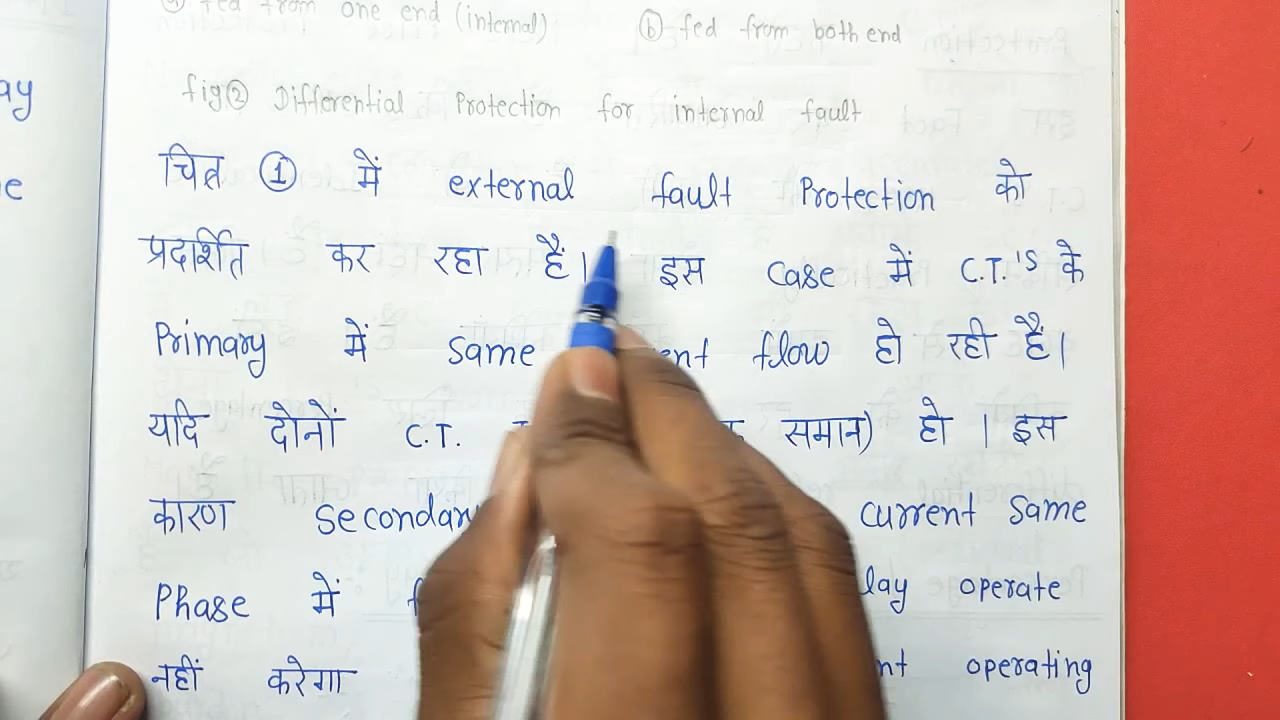 fed from one end (internal) ⓑ fed from both end
fig② Differential Protection for internal fault
चित्र ① में external fault Protection को
प्रदार्शित कर रहा हैं। इस case में C.T.'s के
Primary में same flow हो रही हैं।
यदि दोनों C.T. समान) हो । इस
कारण secondary current same
Phase में operate
नहीं करेगा operating
ay
e